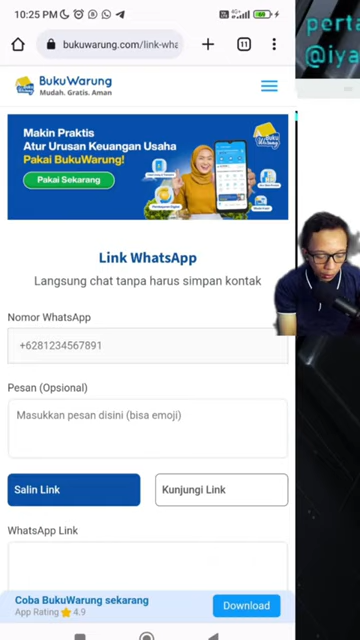 10:25 PM
perta
@iya
bukuwarung.com/link-wha
11
BukuWarung
Mudah. Gratis. Aman
Makin Praktis
Atur Urusan Keuangan Usaha
Pakai BukuWarung!
Pakai Sekarang
Link WhatsApp
Langsung chat tanpa harus simpan kontak
Nomor WhatsApp
+6281234567891
Pesan (Opsional)
Masukkan pesan disini (bisa emoji)
Salin Link
Kunjungi Link
WhatsApp Link
Coba BukuWarung sekarang
App Rating ⭐ 4.9
Download